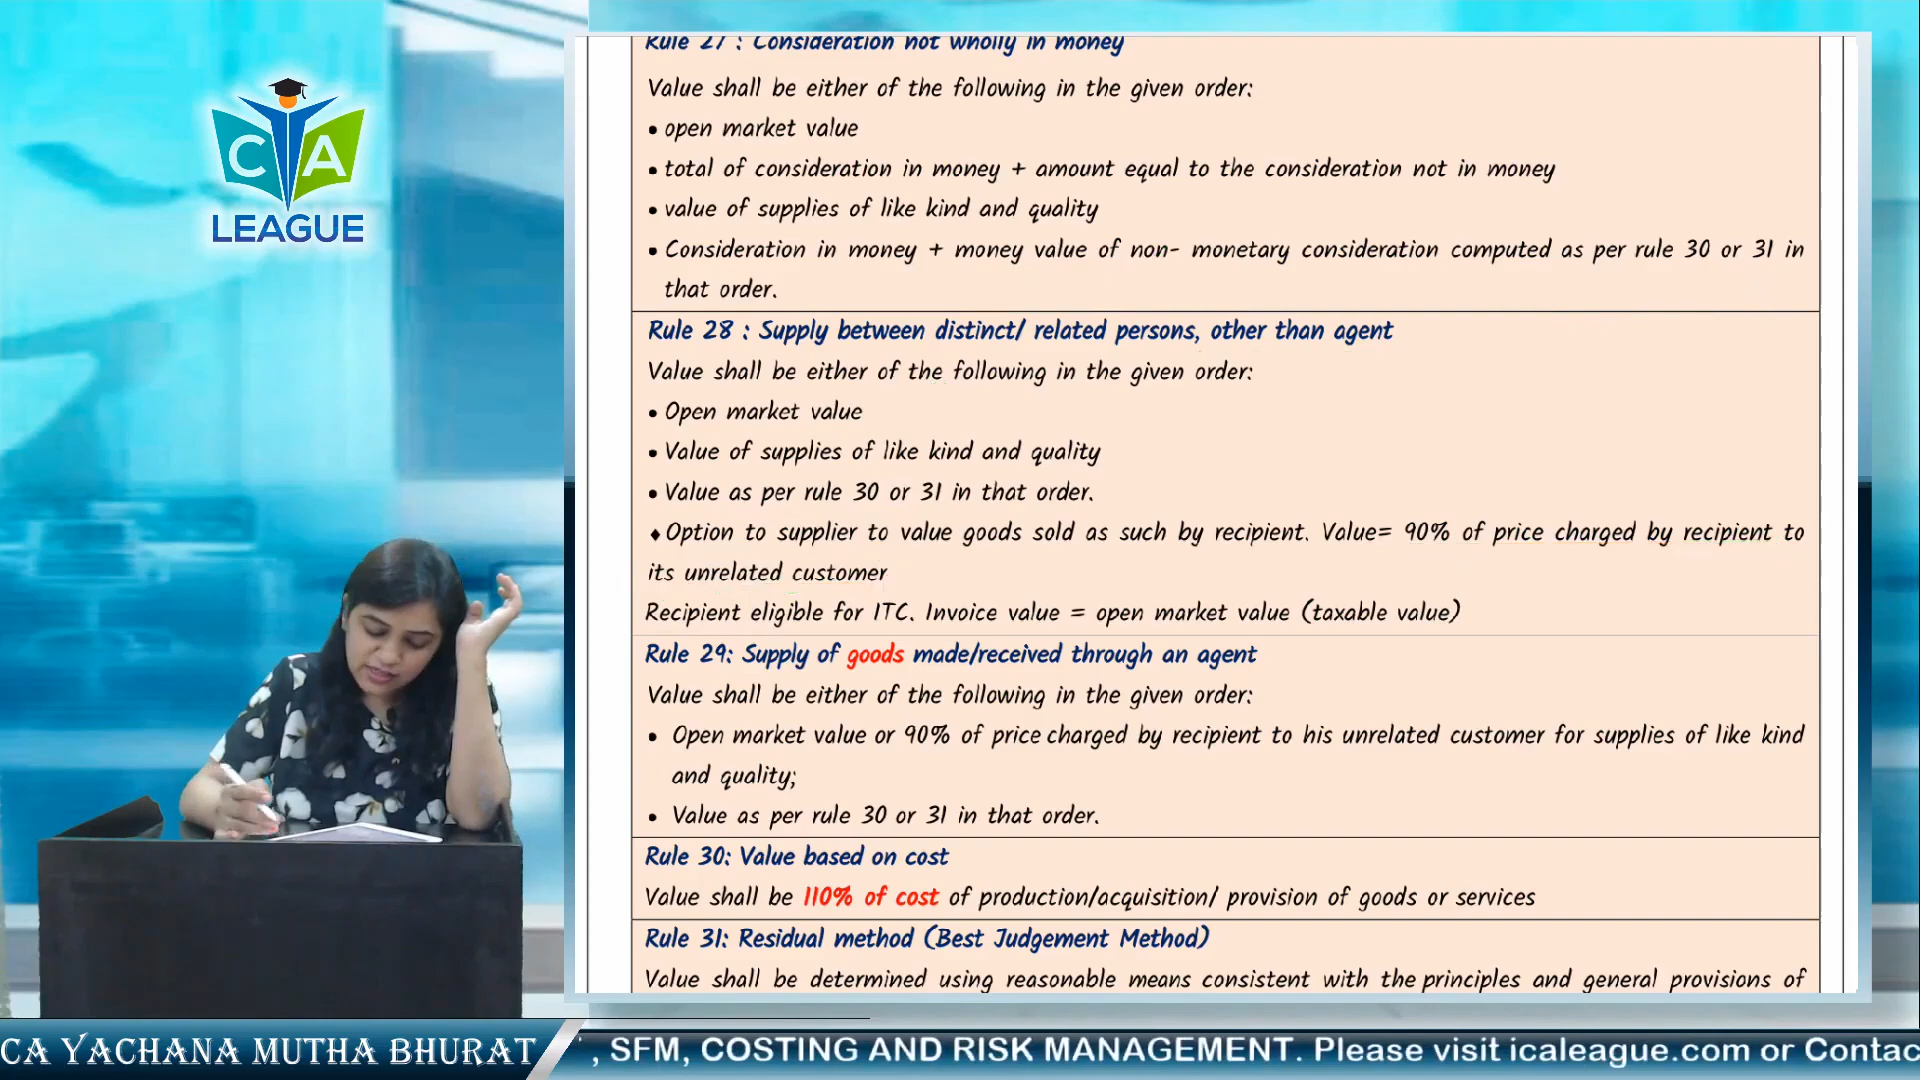 Rule 27 : Consideration not wholly in money
Value shall be either of the following in the given order:
• open market value
• total of consideration in money + amount equal to the consideration not in money
• value of supplies of like kind and quality
• Consideration in money + money value of non- monetary consideration computed as per rule 30 or 31 in
that order.
Rule 28 : Supply between distinct/ related persons, other than agent
Value shall be either of the following in the given order:
• Open market value
• Value of supplies of like kind and quality
• Value as per rule 30 or 31 in that order.
♦Option to supplier to value goods sold as such by recipient. Value= 90% of price charged by recipient to
its unrelated customer
Recipient eligible for ITC. Invoice value = open market value (taxable value)
Rule 29: Supply of goods made/received through an agent
Value shall be either of the following in the given order:
• Open market value or 90% of price charged by recipient to his unrelated customer for supplies of like kind
and quality;
• Value as per rule 30 or 31 in that order.
Rule 30: Value based on cost
Value shall be 110% of cost of production/acquisition/ provision of goods or services
Rule 31: Residual method (Best Judgement Method)
Value shall be determined using reasonable means consistent with the principles and general provisions of
CA
LEAGUE
CA YACHANA MUTHA BHURAT
, SFM, COSTING AND RISK MANAGEMENT. Please visit icaleague.com or Contac